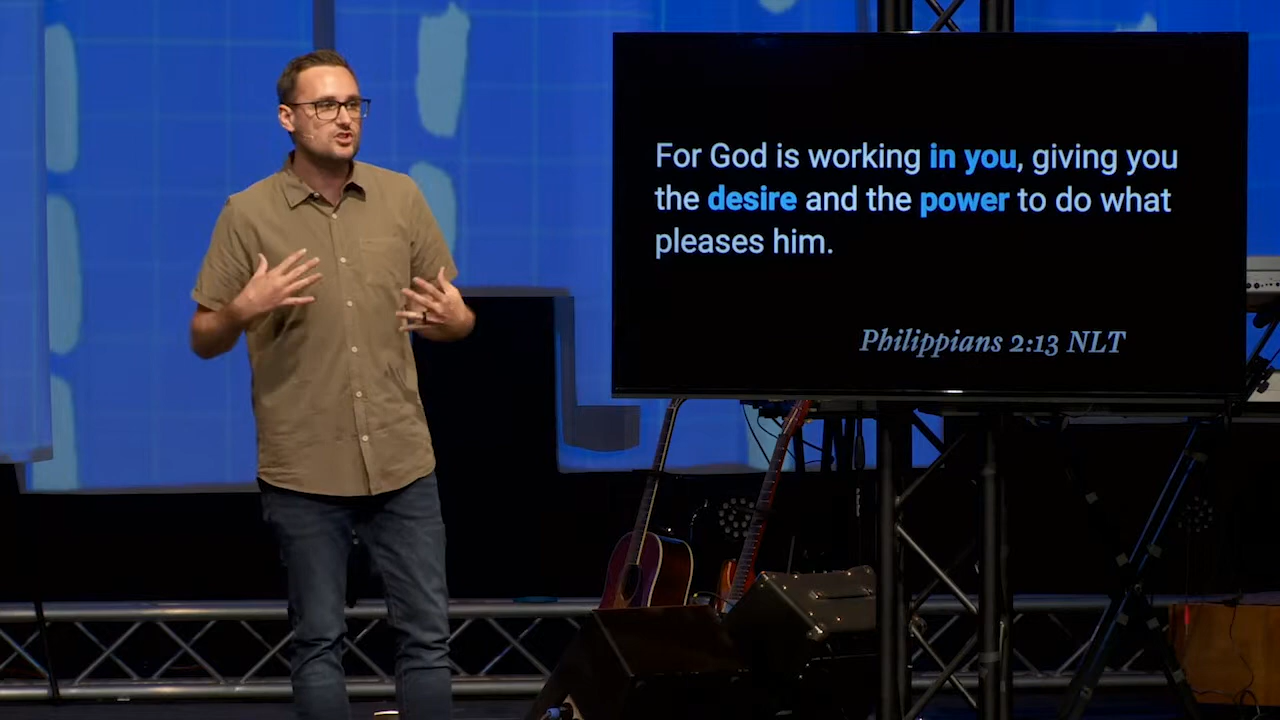 For God is working in you, giving you
the desire and the power to do what
pleases him.
Philippians 2:13 NLT